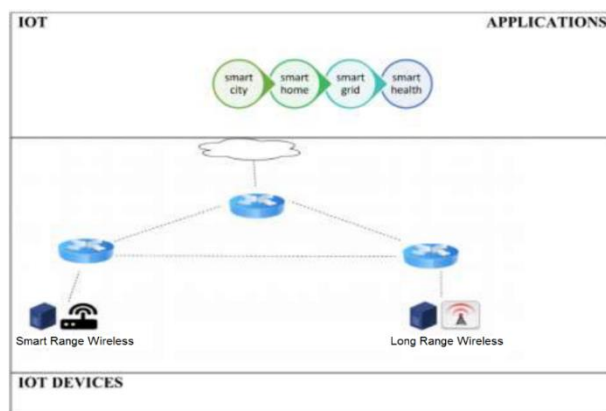 IOT APPLICATIONS
smart city
smart home
smart grid
smart health
Smart Range Wireless
Long Range Wireless
IOT DEVICES